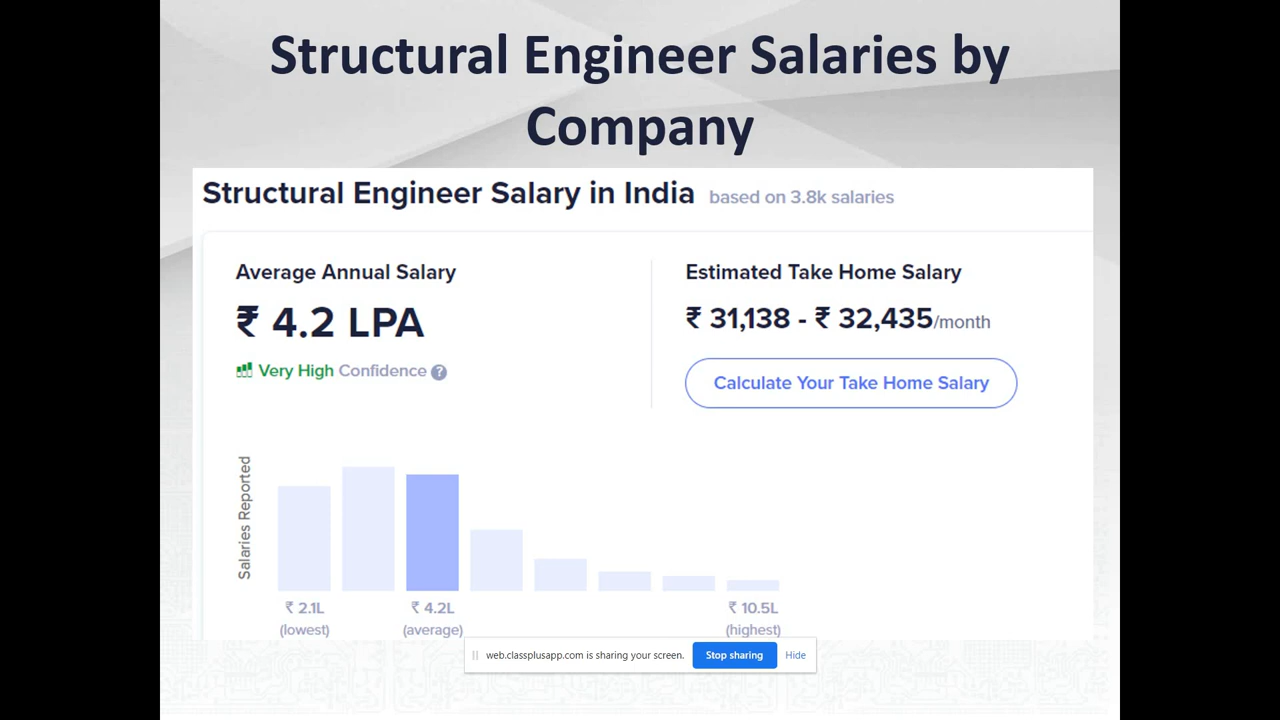 Structural Engineer Salaries by
Company
Structural Engineer Salary in India based on 3.8k salaries
Average Annual Salary
₹ 4.2 LPA
Very High Confidence ?
Estimated Take Home Salary
₹ 31,138 - ₹ 32,435/month
Calculate Your Take Home Salary
Salaries Reported
₹ 2.1L
(lowest)
₹ 4.2L
(average)
₹ 10.5L
(highest)
web.classplusapp.com is sharing your screen. Stop sharing Hide